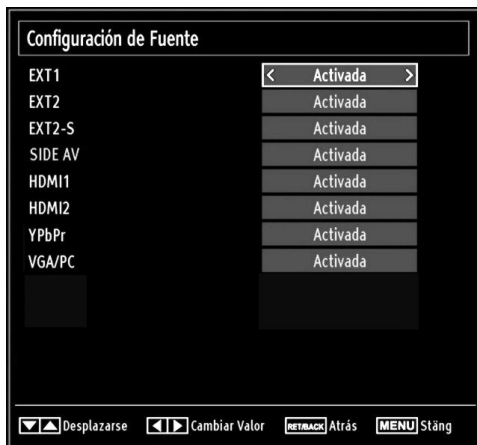 Configuración de Fuente
EXT1 < Activada >
EXT2 Activada
EXT2-S Activada
SIDE AV Activada
HDMI1 Activada
HDMI2 Activada
YPbPr Activada
VGA/PC Activada
Desplazarse Cambiar Valor RET/BACK Atrás MENU Stäng